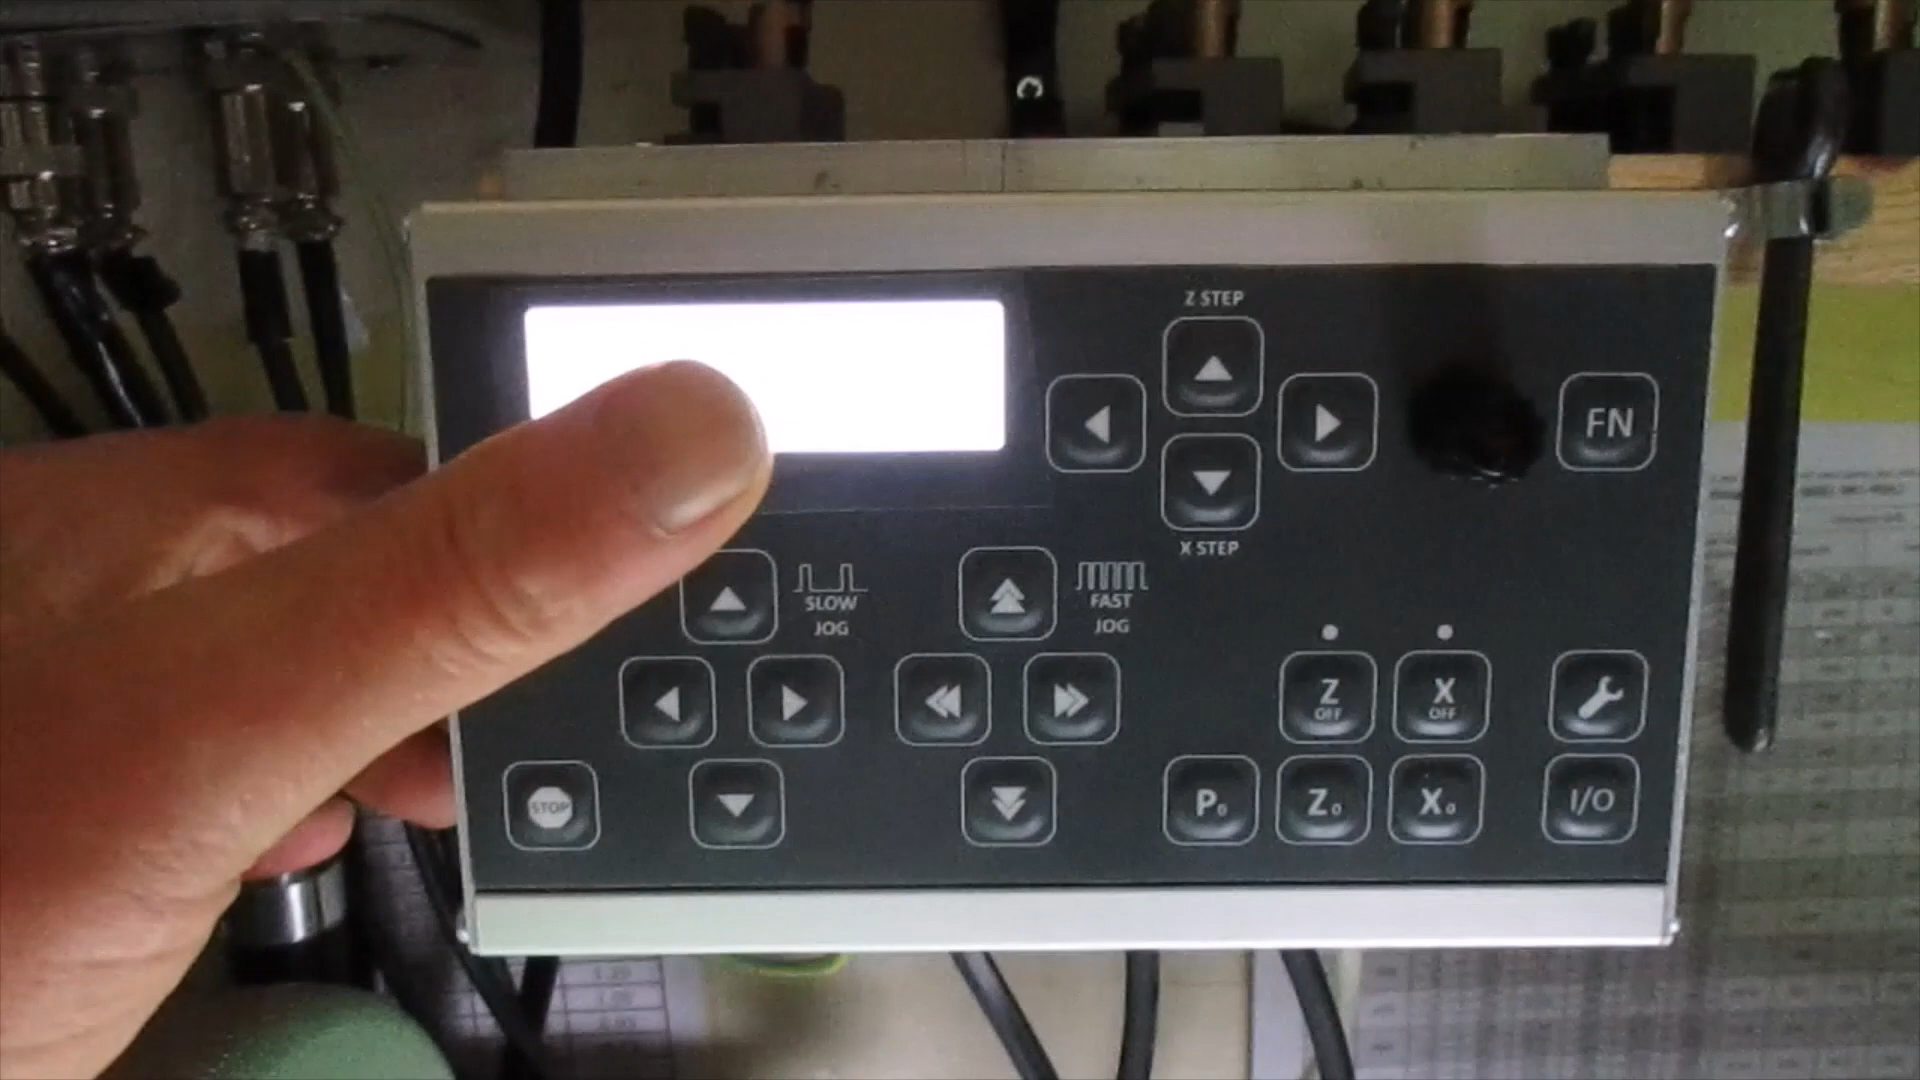 Z STEP
FN
X STEP
SLOW
JOG
FAST
JOG
Z
OFF
X
OFF
STOP
P₀
Z₀
X₀
I/O